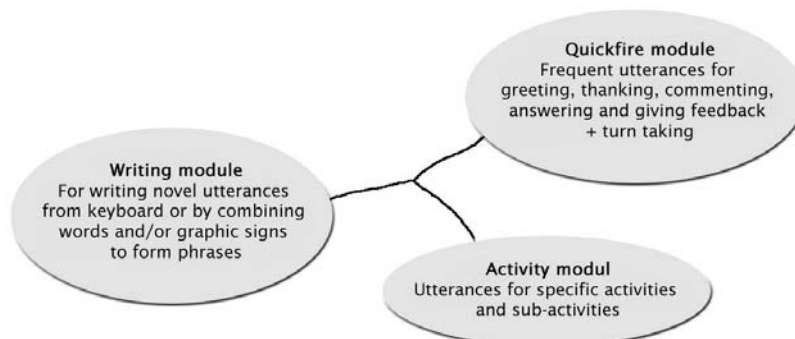 Quickfire module
Frequent utterances for
greeting, thanking, commenting,
answering and giving feedback
+ turn taking
Writing module
For writing novel utterances
from keyboard or by combining
words and/or graphic signs
to form phrases
Activity modul
Utterances for specific activities
and sub-activities